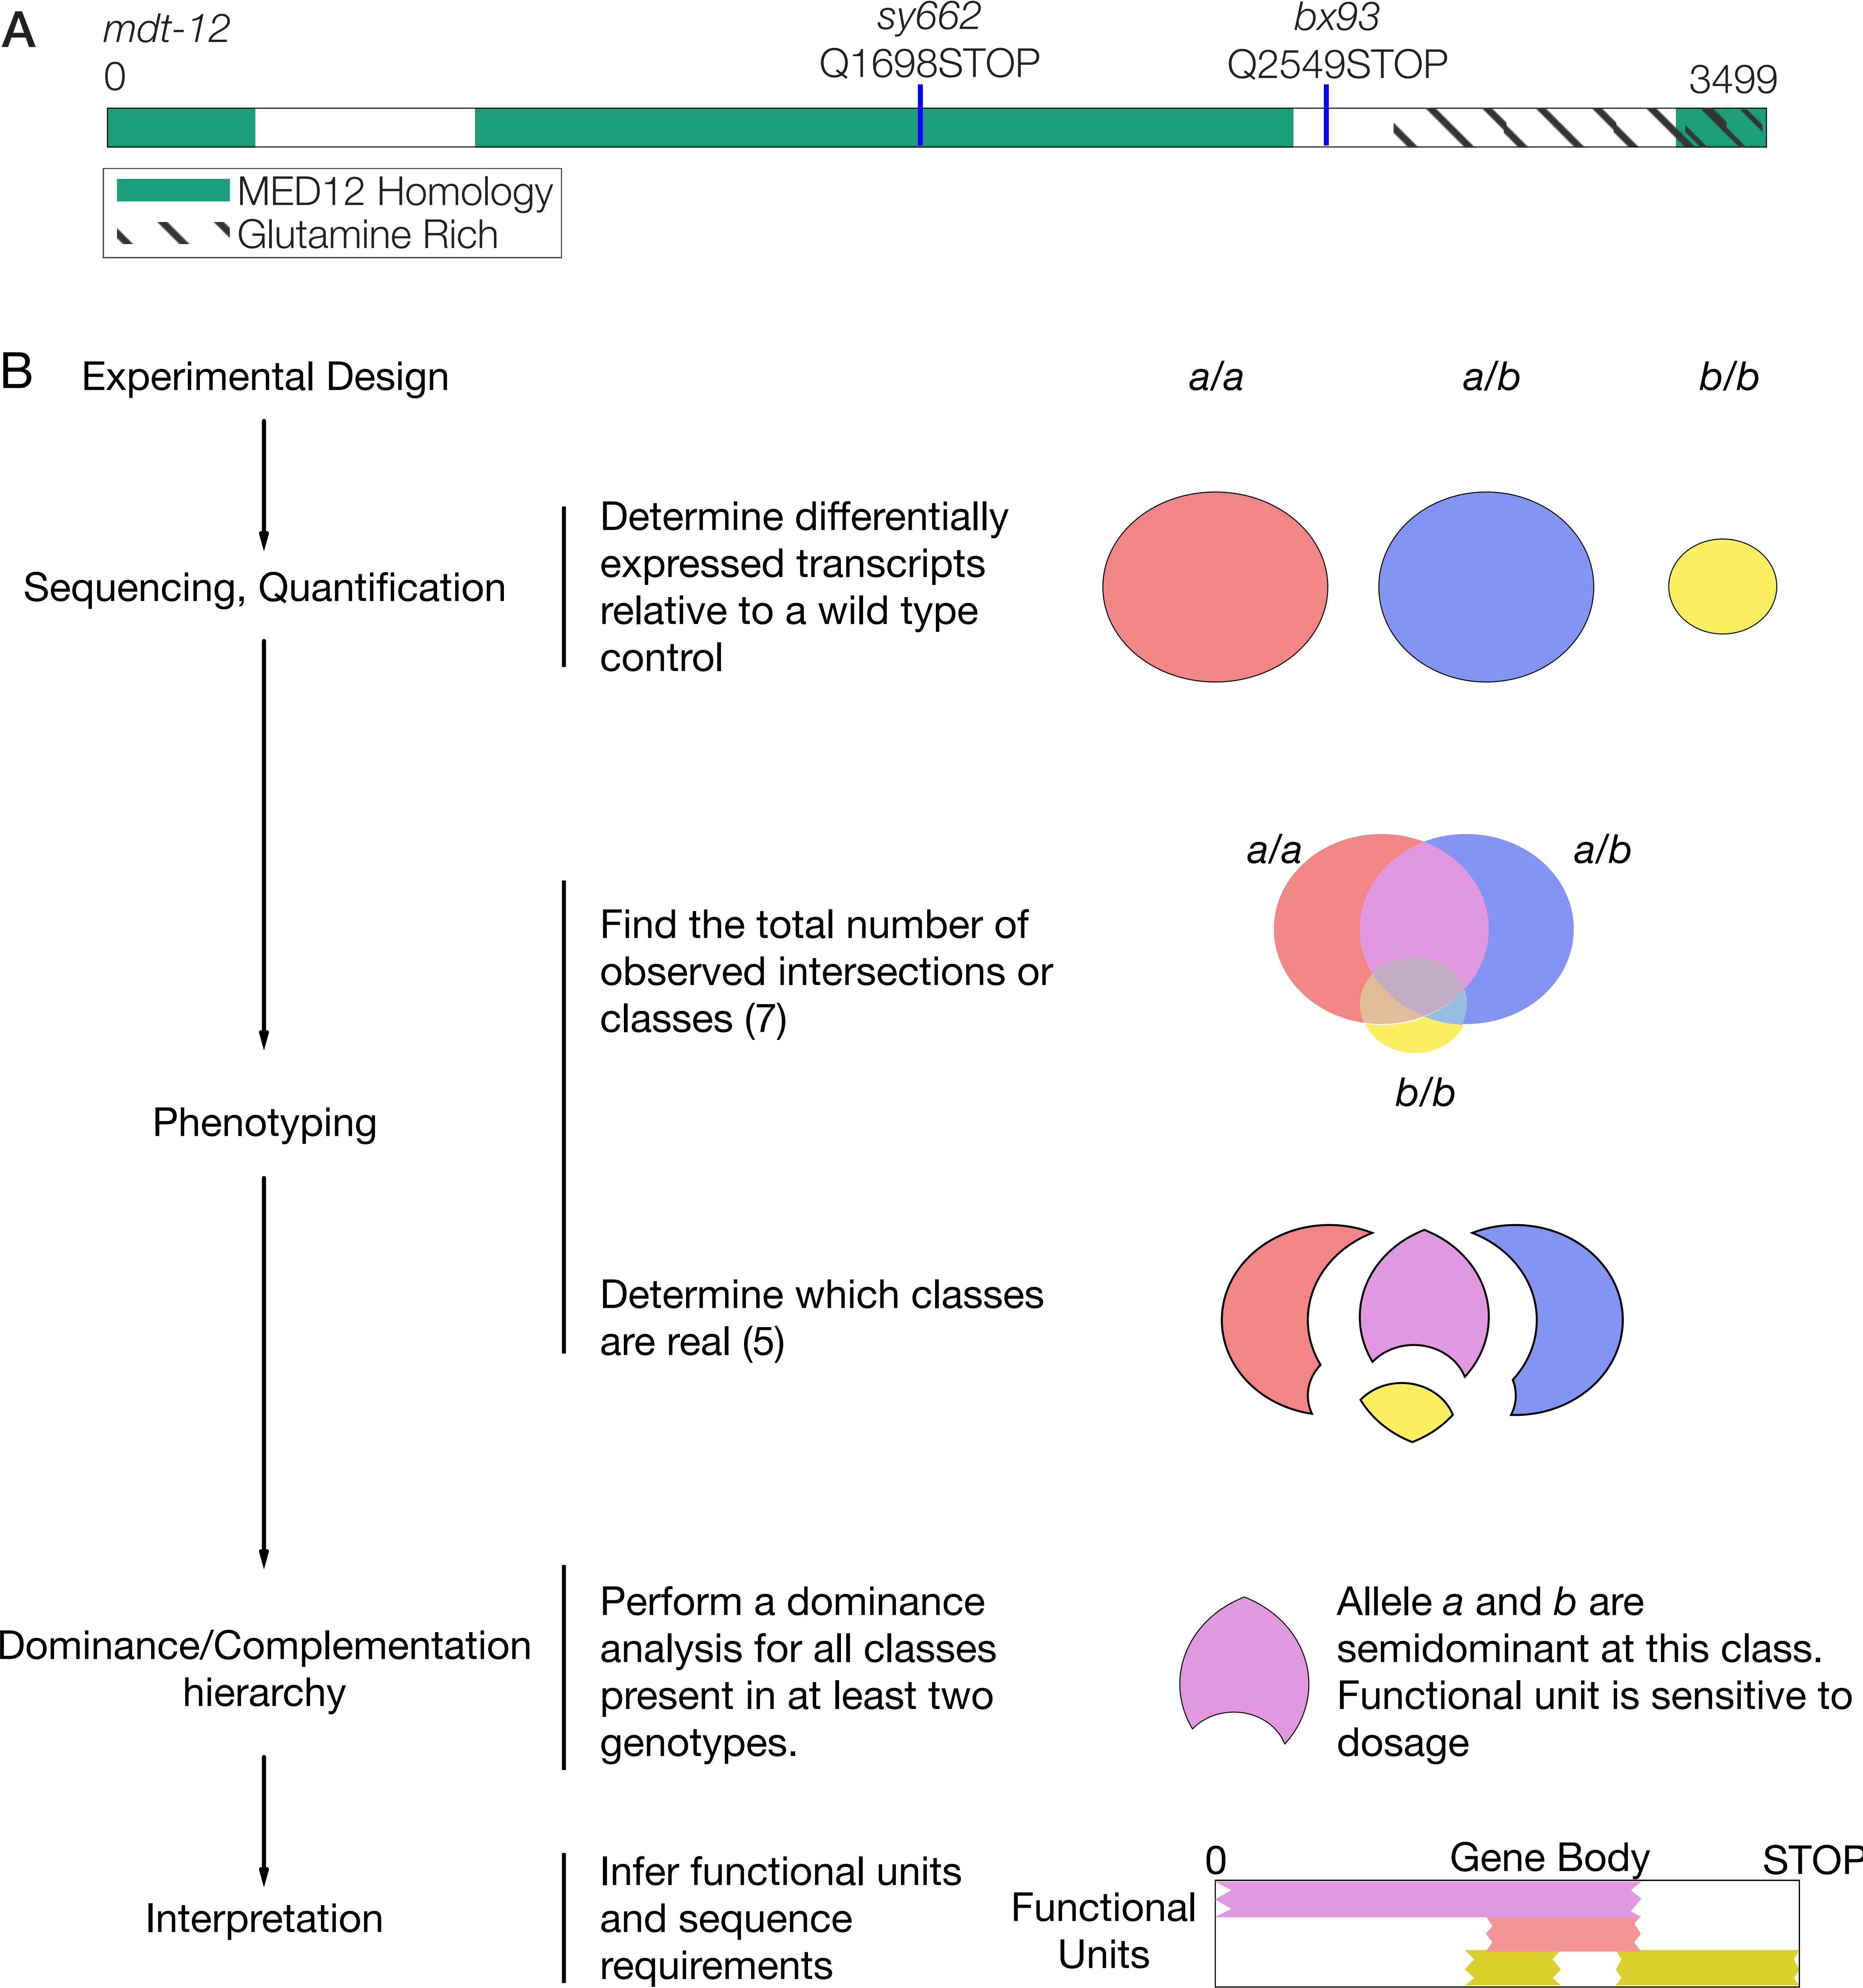 A
mdt-12
sy662
bx93
0
Q1698STOP
Q2549STOP
3499
MED12 Homology
Glutamine Rich
B
Experimental Design
a/a
a/b
b/b
Sequencing, Quantification
Determine differentially
expressed transcripts
relative to a wild type
control
Phenotyping
Find the total number of
observed intersections or
classes (7)
a/a
a/b
b/b
Determine which classes
are real (5)
Dominance/Complementation
hierarchy
Perform a dominance
analysis for all classes
present in at least two
genotypes.
Allele a and b are
semidominant at this class.
Functional unit is sensitive to
dosage
Interpretation
Infer functional units
and sequence
requirements
0
Gene Body
STOP
Functional
Units